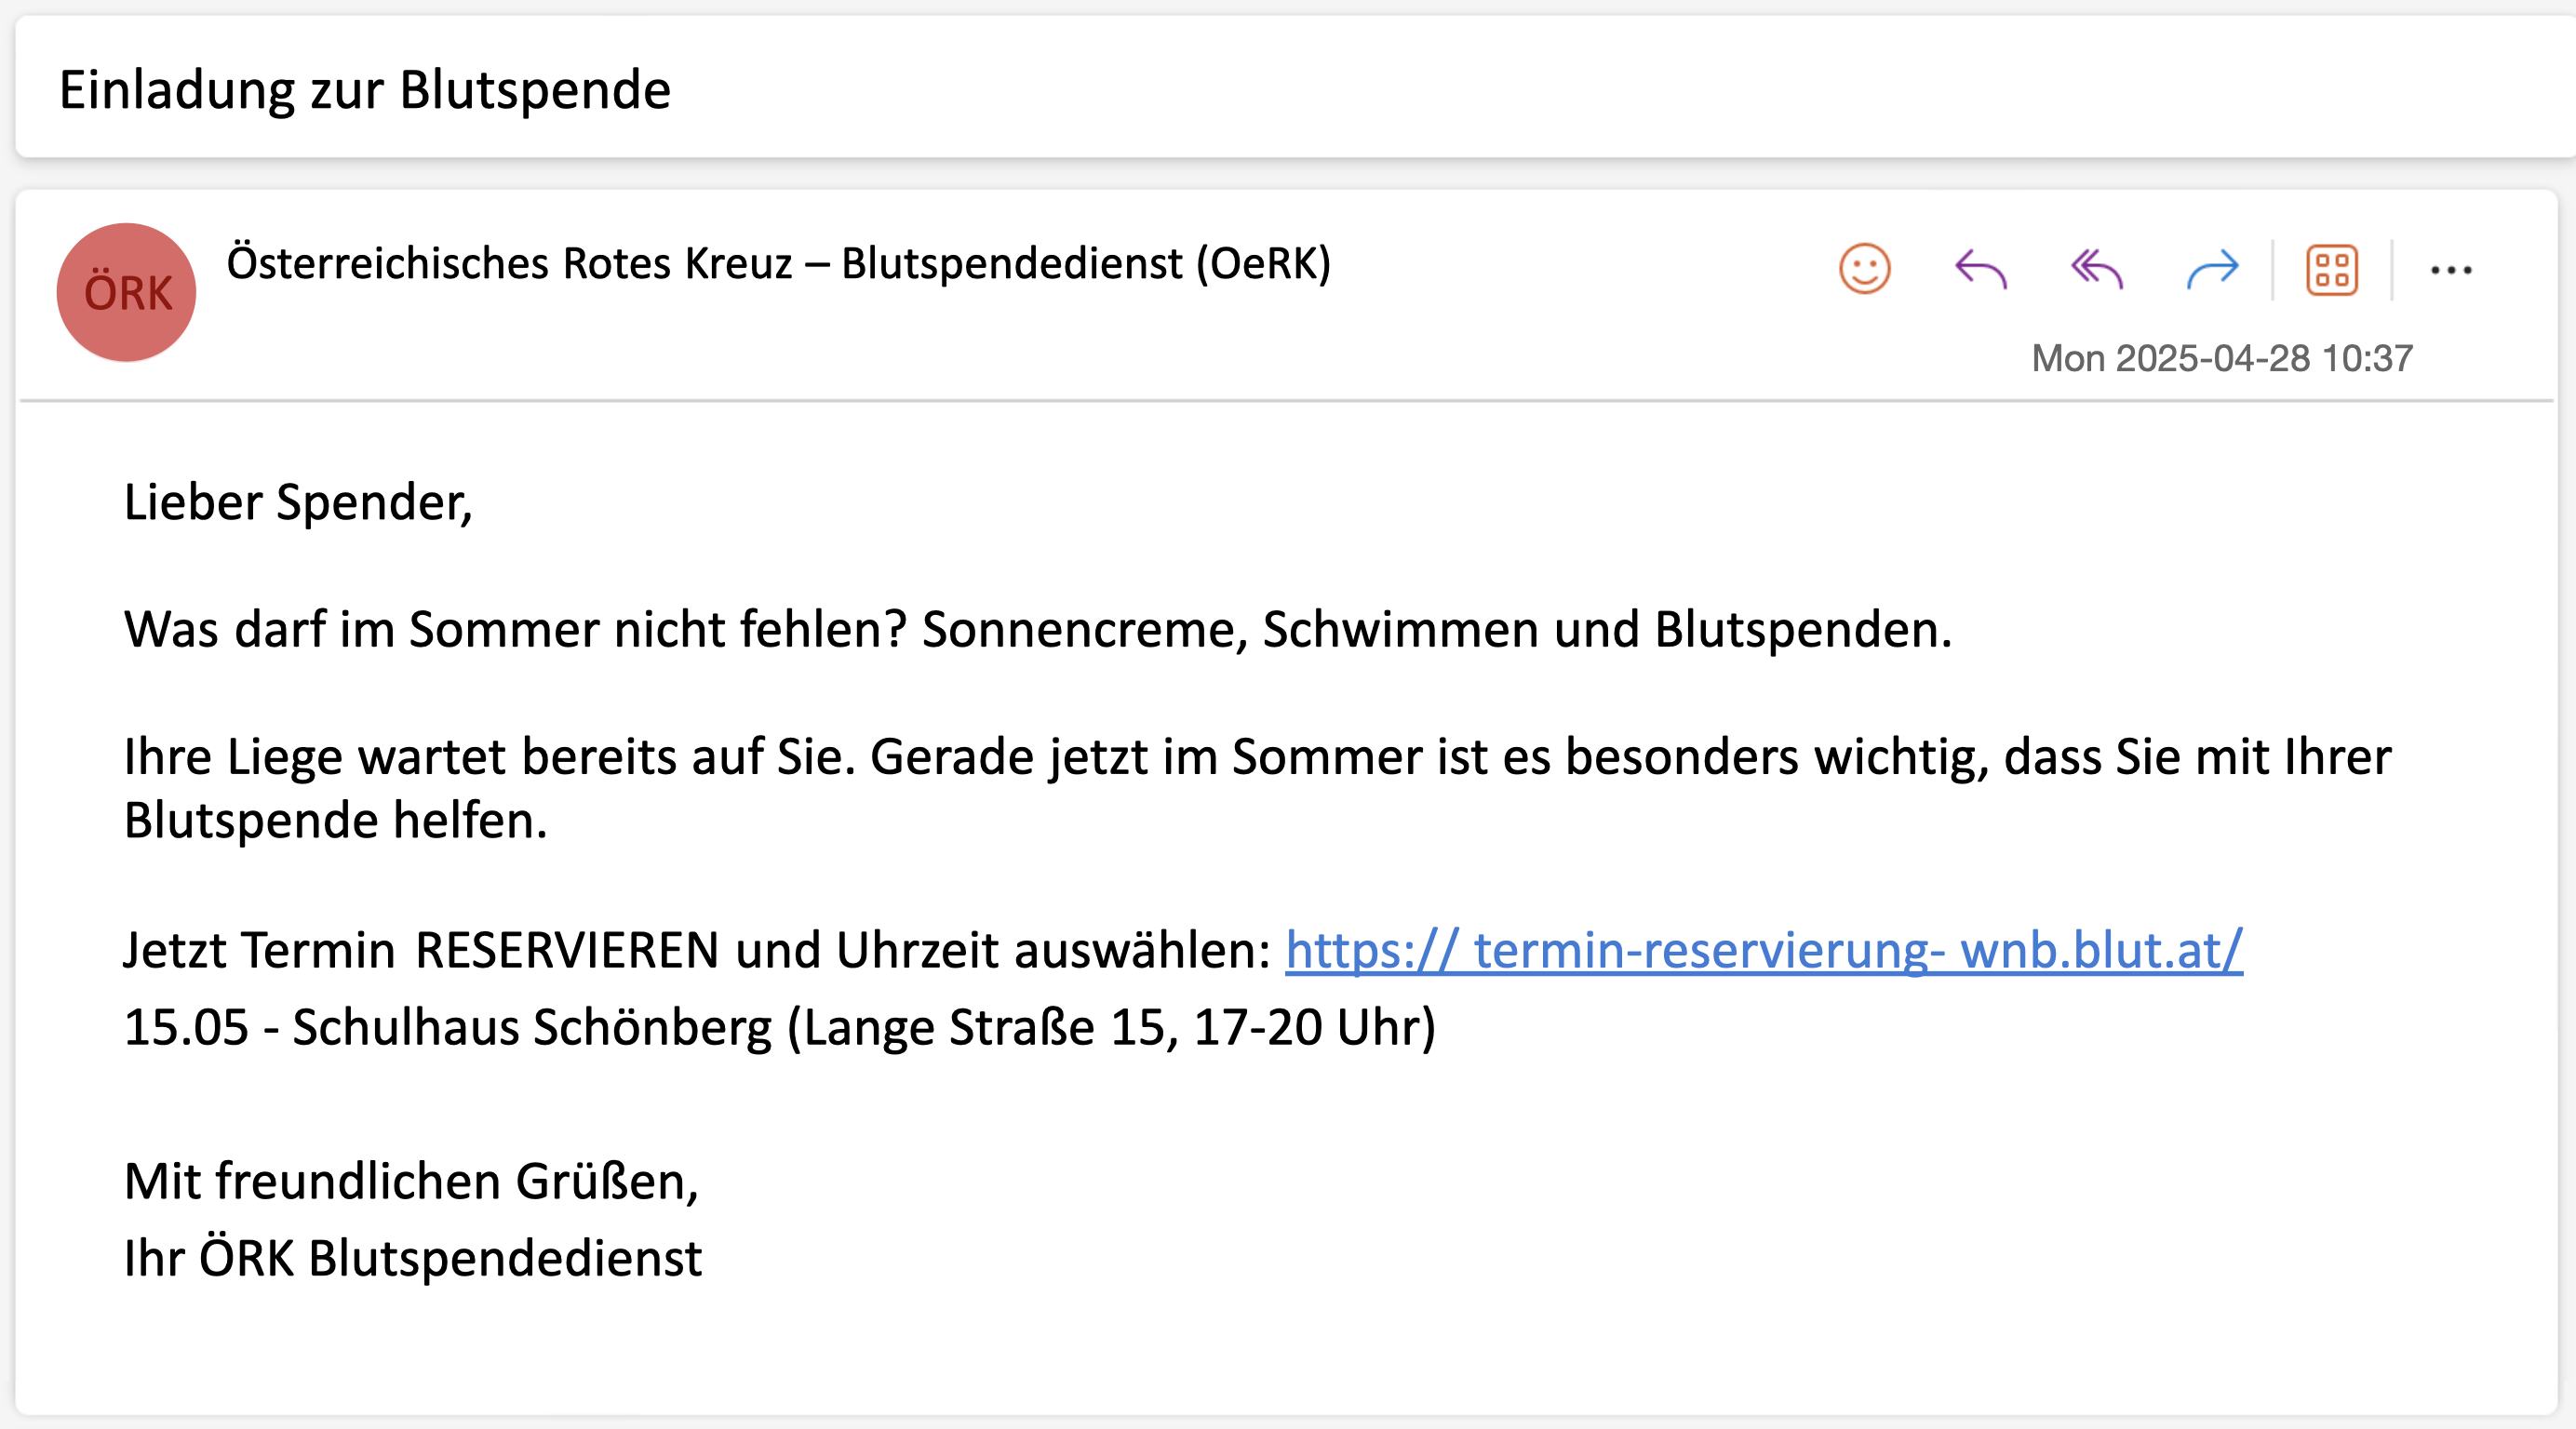 Einladung zur Blutspende
ÖRK
Österreichisches Rotes Kreuz – Blutspendedienst (OeRK)
Mon 2025-04-28 10:37
Lieber Spender,
Was darf im Sommer nicht fehlen? Sonnencreme, Schwimmen und Blutspenden.
Ihre Liege wartet bereits auf Sie. Gerade jetzt im Sommer ist es besonders wichtig, dass Sie mit Ihrer
Blutspende helfen.
Jetzt Termin RESERVIEREN und Uhrzeit auswählen: https:// termin-reservierung- wnb.blut.at/
15.05 - Schulhaus Schönberg (Lange Straße 15, 17-20 Uhr)
Mit freundlichen Grüßen,
Ihr ÖRK Blutspendedienst